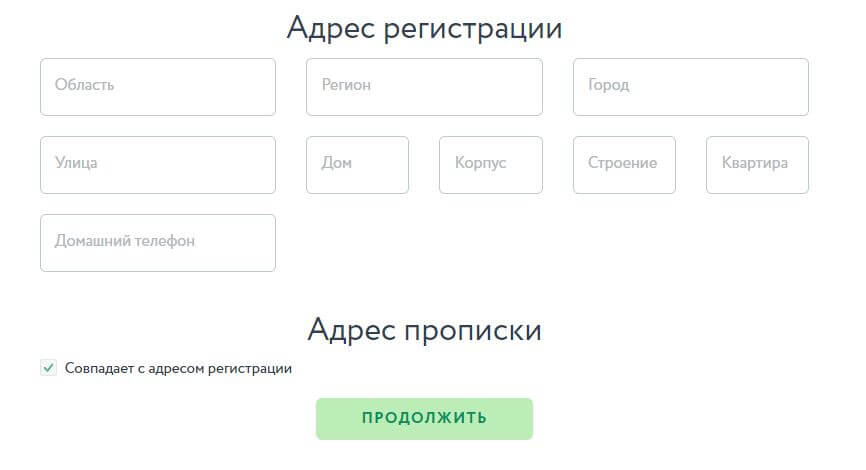 Адрес регистрации
Область Регион Город
Улица Дом Корпус Строение Квартира
Домашний телефон
Адрес прописки
Совпадает с адресом регистрации
ПРОДОЛЖИТЬ